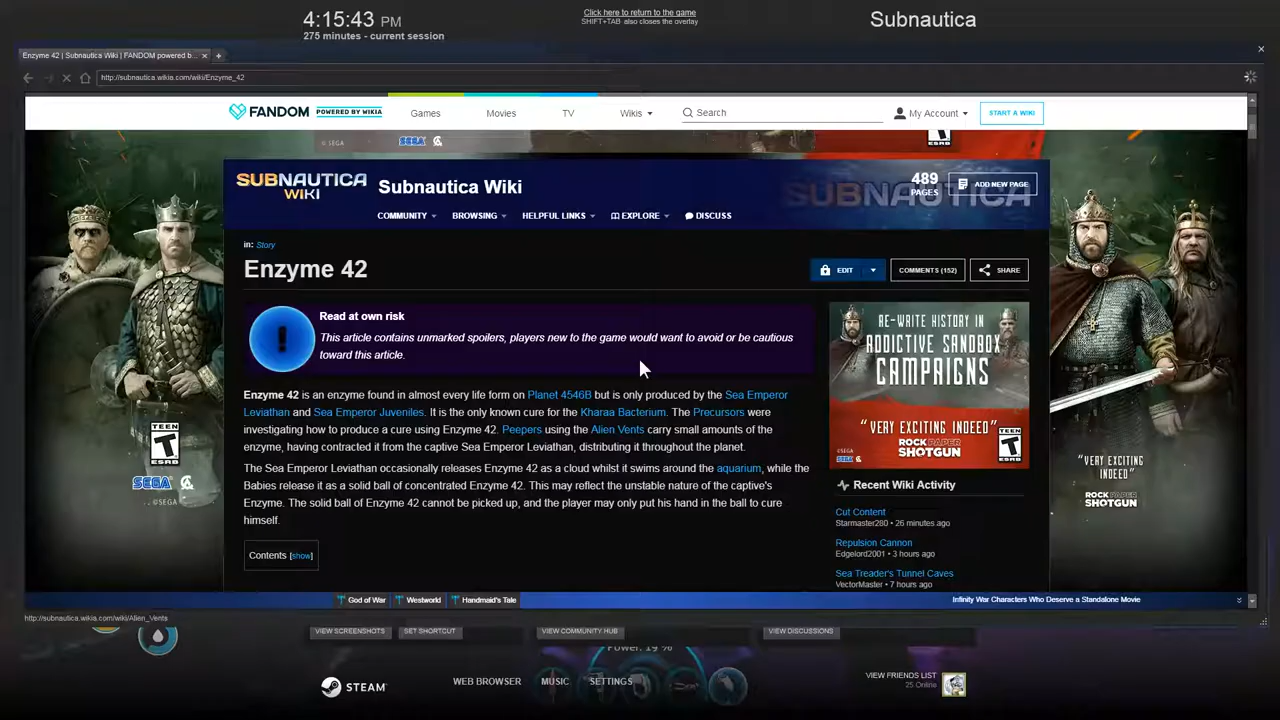 4:15:43 PM
275 minutes - current session
Click here to return to the game
SHIFT+TAB also closes the overlay
Subnautica
Enzyme 42 | Subnautica Wiki | FANDOM powered b...
http://subnautica.wikia.com/wiki/Enzyme_42
FANDOM POWERED BY WIKIA
Games
Movies
TV
Wikis
Search
My Account
START A WIKI
© SEGA
SEGA
ESRB
SUBNAUTICA WIKI
Subnautica Wiki
489 PAGES
ADD NEW PAGE
SUBNAUTICA
COMMUNITY
BROWSING
HELPFUL LINKS
EXPLORE
DISCUSS
in: Story
Enzyme 42
EDIT
COMMENTS (152)
SHARE
Read at own risk
This article contains unmarked spoilers, players new to the game would want to avoid or be cautious
toward this article.
Enzyme 42 is an enzyme found in almost every life form on Planet 4546B but is only produced by the Sea Emperor
Leviathan and Sea Emperor Juveniles. It is the only known cure for the Kharaa Bacterium. The Precursors were
investigating how to produce a cure using Enzyme 42. Peepers using the Alien Vents carry small amounts of the
enzyme, having contracted it from the captive Sea Emperor Leviathan, distributing it throughout the planet.
The Sea Emperor Leviathan occasionally releases Enzyme 42 as a cloud whilst it swims around the aquarium, while the
Babies release it as a solid ball of concentrated Enzyme 42. This may reflect the unstable nature of the captive's
Enzyme. The solid ball of Enzyme 42 cannot be picked up, and the player may only put his hand in the ball to cure
himself.
Contents [show]
RE-WRITE HISTORY IN
ADDICTIVE SANDBOX
CAMPAIGNS
"VERY EXCITING INDEED"
ROCK PAPER
SHOTGUN
©SEGA
SEGA
TEEN
T
ESRB
Recent Wiki Activity
Cut Content
Starmaster280 • 26 minutes ago
Repulsion Cannon
Edgelord2001 • 3 hours ago
Sea Treader's Tunnel Caves
VectorMaster • 7 hours ago
TEEN
T
ESRB
SEGA
©SEGA
"VERY EXCITING
INDEED"
ROCK PAPER
SHOTGUN
God of War
Westworld
Handmaid's Tale
Infinity War Characters Who Deserve a Standalone Movie
http://subnautica.wikia.com/wiki/Alien_Vents
VIEW SCREENSHOTS
SET SHORTCUT
VIEW COMMUNITY HUB
VIEW DISCUSSIONS
Power: 19 %
STEAM
WEB BROWSER
MUSIC
SETTINGS
VIEW FRIENDS LIST
25 Online